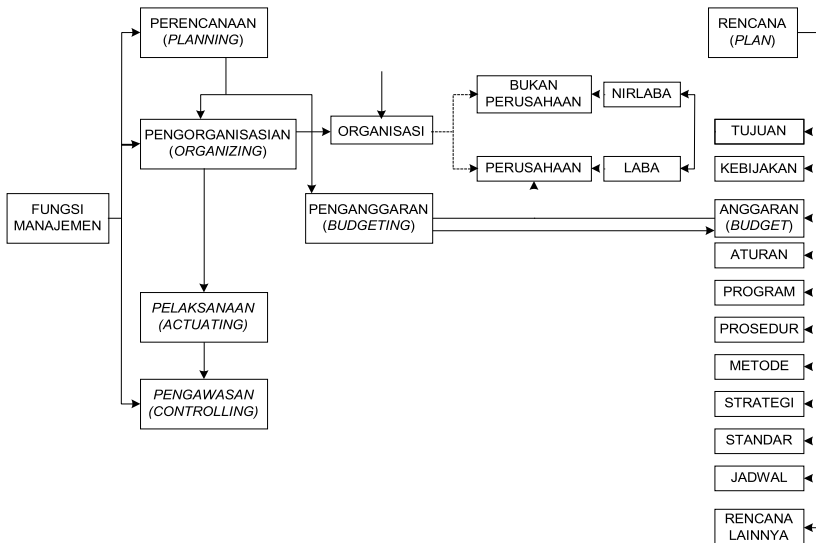 PERENCANAAN
(PLANNING)
RENCANA
(PLAN)
BUKAN
PERUSAHAAN
NIRLABA
PENGORGANISASIAN
(ORGANIZING)
ORGANISASI
TUJUAN
PERUSAHAAN
LABA
KEBIJAKAN
FUNGSI
MANAJEMEN
PENGANGGARAN
(BUDGETING)
ANGGARAN
(BUDGET)
ATURAN
PROGRAM
PELAKSANAAN
(ACTUATING)
PROSEDUR
METODE
PENGAWASAN
(CONTROLLING)
STRATEGI
STANDAR
JADWAL
RENCANA
LAINNYA